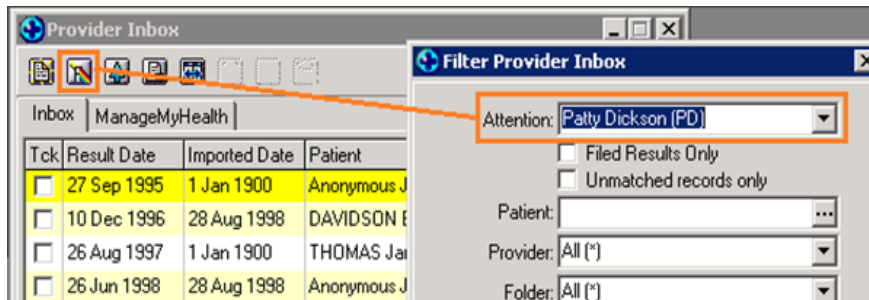 Provider Inbox
Filter Provider Inbox
Attention: Patty Dickson (PD)
Filed Results Only
Unmatched records only
Patient: ...
Provider: All (*)
Folder: All (*)
Inbox ManageMyHealth
Tck Result Date Imported Date Patient
27 Sep 1995 1 Jan 1900 Anonymous J
10 Dec 1996 28 Aug 1998 DAVIDSON
26 Aug 1997 1 Jan 1900 THOMAS Ja
26 Jun 1998 28 Aug 1998 Anonymous J